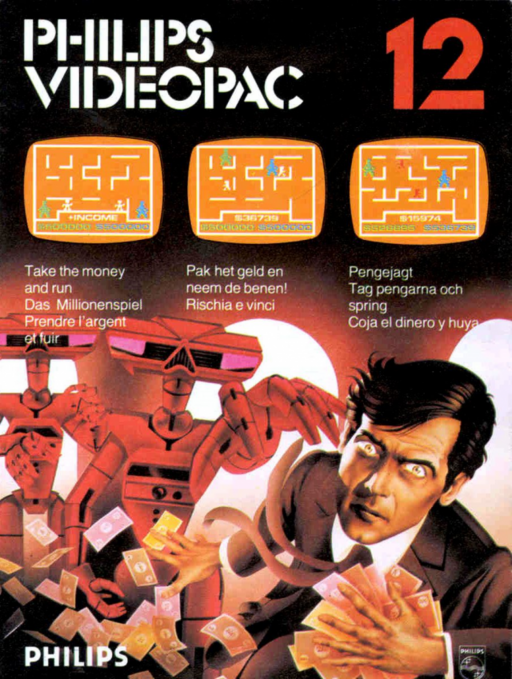 PHILIPS
VIDEOPAC
12
+INCOME
$36739
$15974
Take the money
and run
Das Millionenspiel
Prendre l'argent
et fuir
Pak het geld en
neem de benen!
Rischia e vinci
Pengejagt
Tag pengarna och
spring
Coja el dinero y huya
PHILIPS
PHILIPS